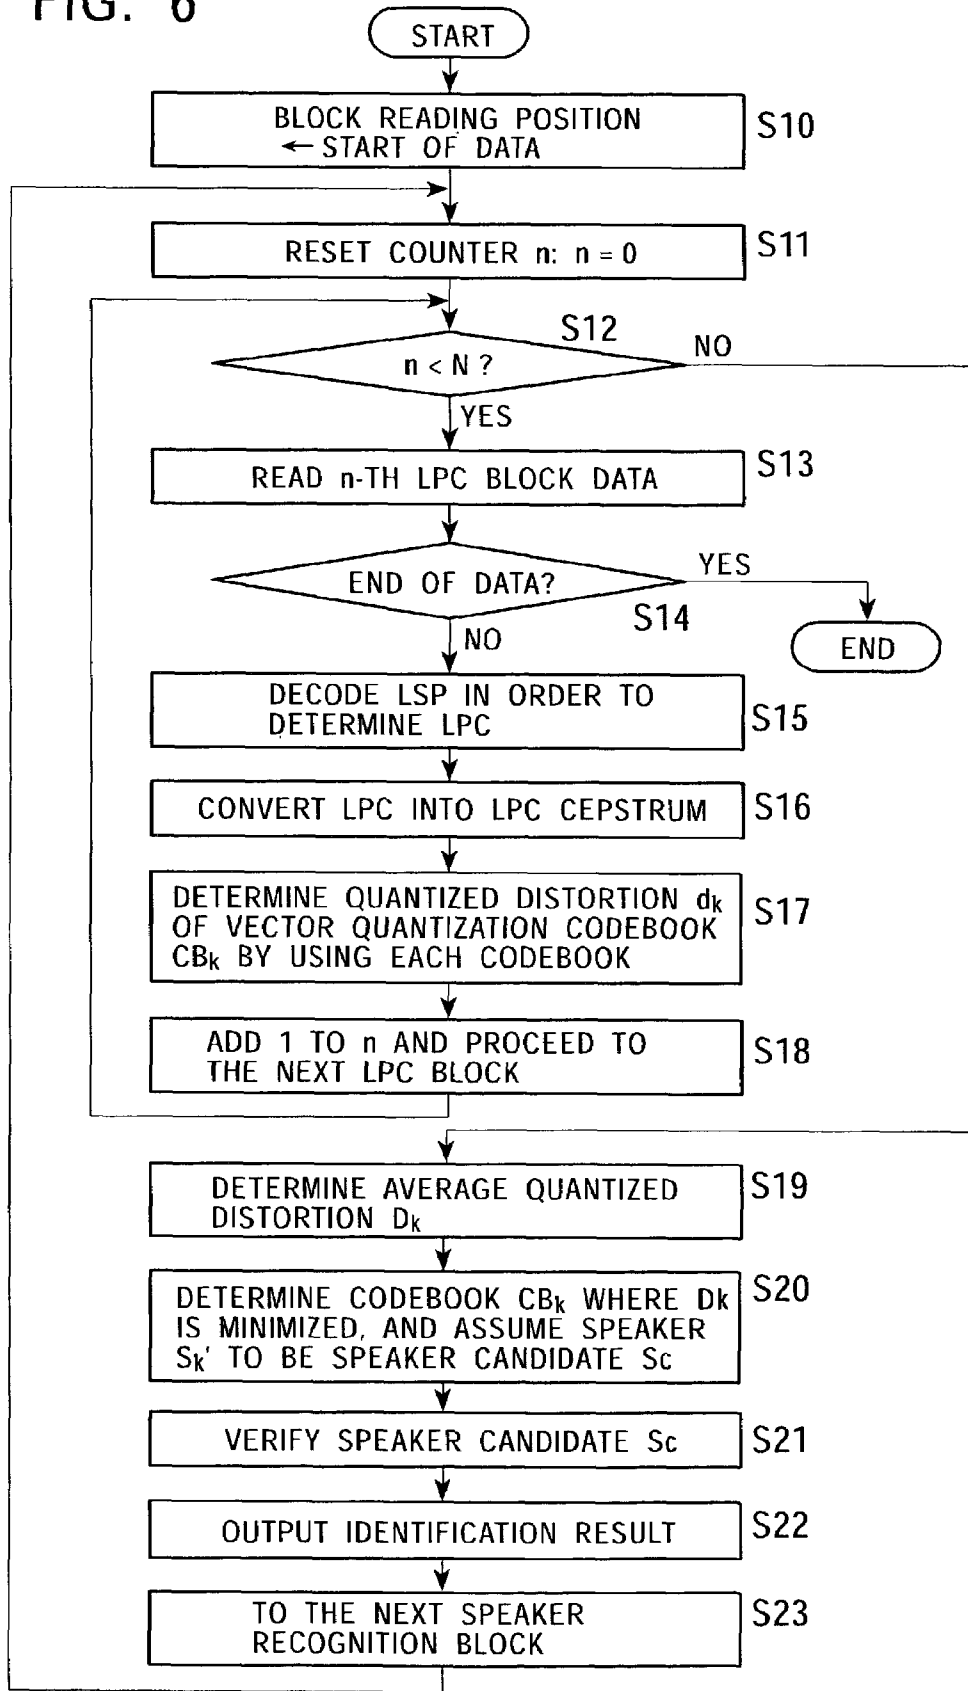 FIG. 6
START
BLOCK READING POSITION
← START OF DATA
S10
RESET COUNTER n: n = 0
S11
S12
n < N ?
NO
YES
READ n-TH LPC BLOCK DATA
S13
END OF DATA?
YES
S14
NO
END
DECODE LSP IN ORDER TO
DETERMINE LPC
S15
CONVERT LPC INTO LPC CEPSTRUM
S16
DETERMINE QUANTIZED DISTORTION dk
OF VECTOR QUANTIZATION CODEBOOK
CBk BY USING EACH CODEBOOK
S17
ADD 1 TO n AND PROCEED TO
THE NEXT LPC BLOCK
S18
DETERMINE AVERAGE QUANTIZED
DISTORTION Dk
S19
DETERMINE CODEBOOK CBk WHERE Dk
IS MINIMIZED, AND ASSUME SPEAKER
Sk' TO BE SPEAKER CANDIDATE Sc
S20
VERIFY SPEAKER CANDIDATE Sc
S21
OUTPUT IDENTIFICATION RESULT
S22
TO THE NEXT SPEAKER
RECOGNITION BLOCK
S23